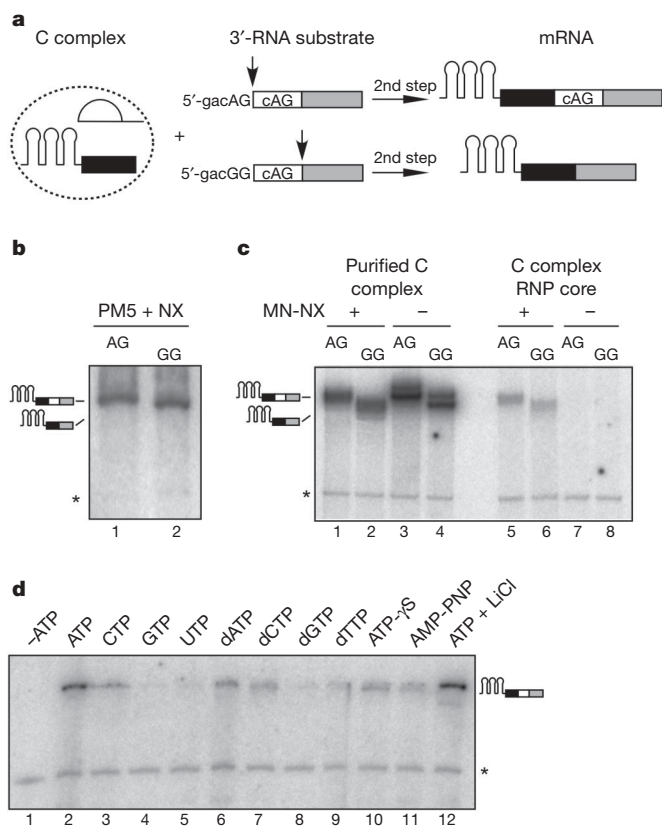 a
C complex 3′-RNA substrate mRNA
5′-gacAG cAG 2nd step cAG
+
5′-gacGG cAG 2nd step
b
PM5 + NX
AG GG
*
1 2
c
Purified C complex C complex RNP core
MN-NX + – + –
AG GG AG GG AG GG AG GG
*
1 2 3 4 5 6 7 8
d
–ATP ATP CTP GTP UTP dATP dCTP dGTP dTTP ATP-γS AMP-PNP ATP + LiCl
*
1 2 3 4 5 6 7 8 9 10 11 12